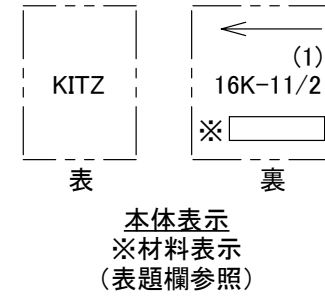 KITZ
(1)
16K-11/2
※
表
裏
本体表示
※材料表示
（表題欄参照）